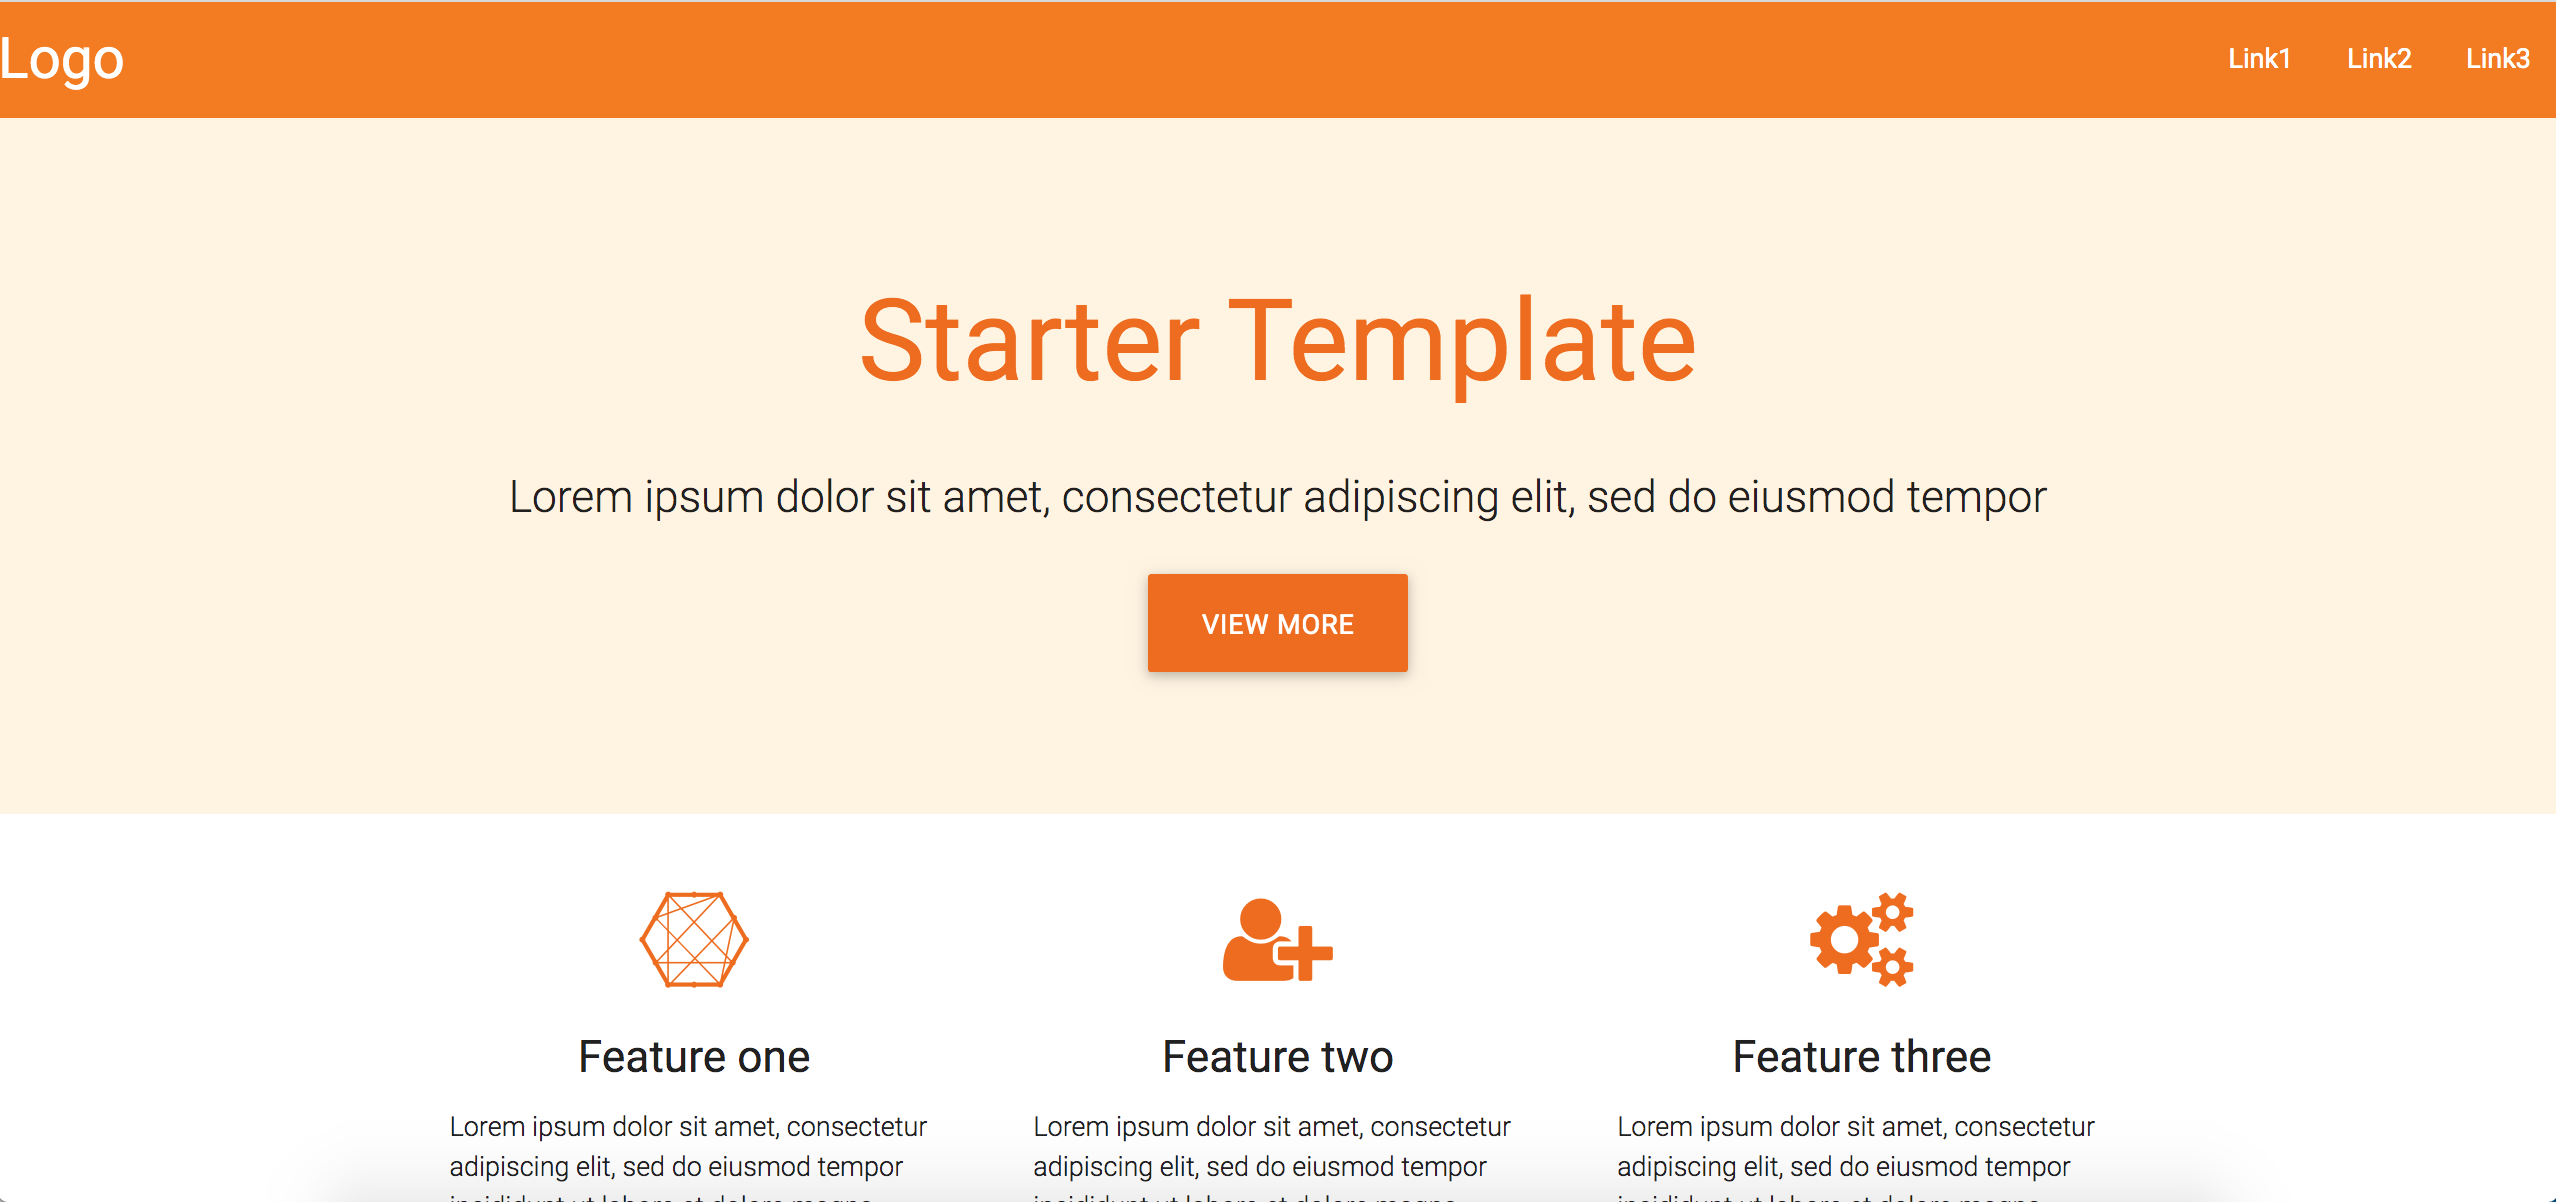 Logo
Link1 Link2 Link3
Starter Template
Lorem ipsum dolor sit amet, consectetur adipiscing elit, sed do eiusmod tempor
VIEW MORE
Feature one
Lorem ipsum dolor sit amet, consectetur
adipiscing elit, sed do eiusmod tempor
Feature two
Lorem ipsum dolor sit amet, consectetur
adipiscing elit, sed do eiusmod tempor
Feature three
Lorem ipsum dolor sit amet, consectetur
adipiscing elit, sed do eiusmod tempor